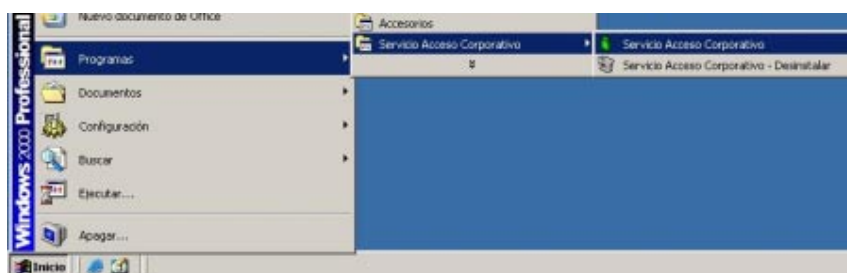 Nuevo documento de Office
Programas
Documentos
Configuración
Buscar
Ejecutar...
Apagar...
Windows 2000 Professional
Inicio
Accesorios
Servicio Acceso Corporativo
Servicio Acceso Corporativo
Servicio Acceso Corporativo - Desinstalar